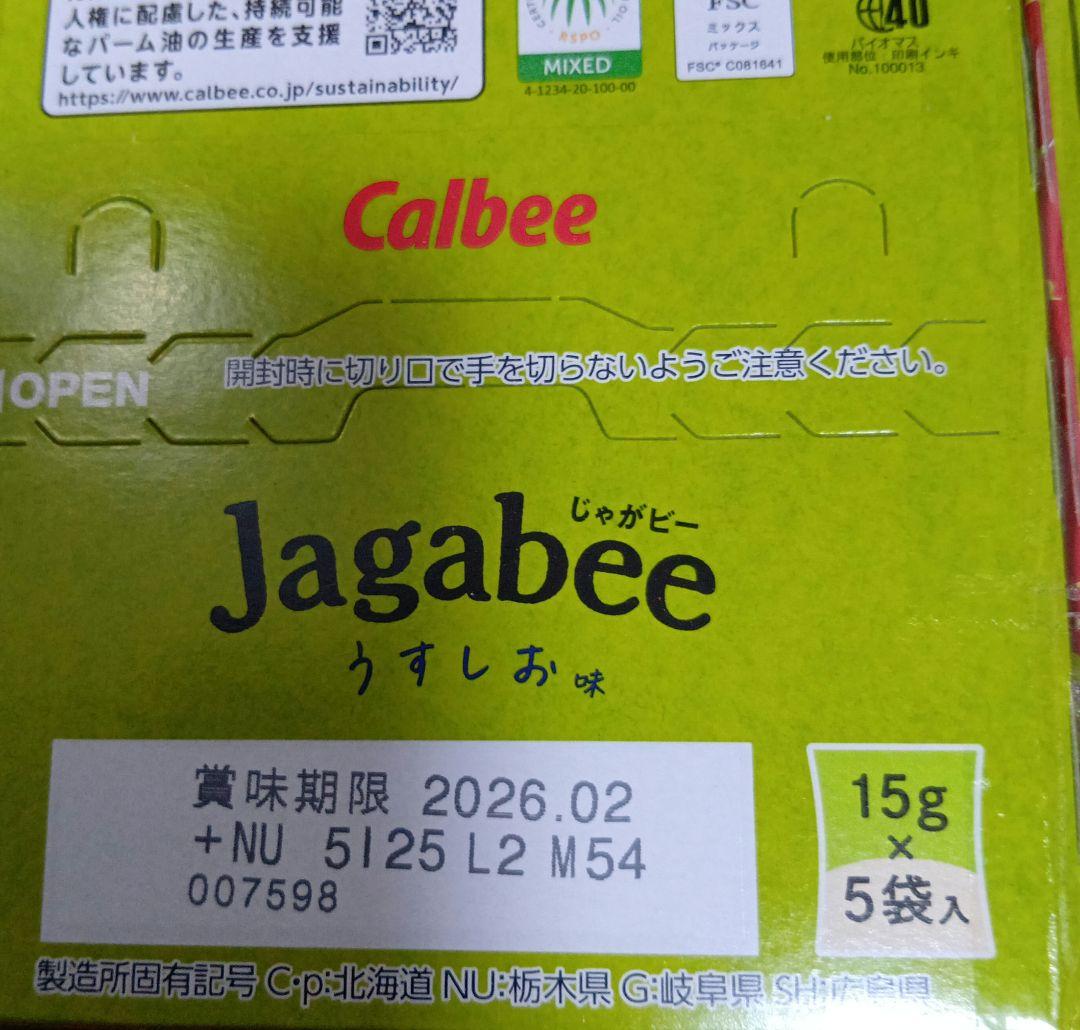 人権に配慮した、持続可能
なパーム油の生産を支援
しています。
https://www.calbee.co.jp/sustainability/
RSPO
MIXED
4-1234-20-100-00
FSC
ミックス
パッケージ
FSC® C081641
40
バイオマス
使用部位：印刷インキ
No.100013
Calbee
OPEN
開封時に切り口で手を切らないようご注意ください。
じゃがビー
Jagabee
うすしお味
賞味期限 2026.02
+NU 5I25 L2 M54
007598
15g
×
5袋入
製造所固有記号 C・p:北海道 NU:栃木県 G:岐阜県 SH:広島県